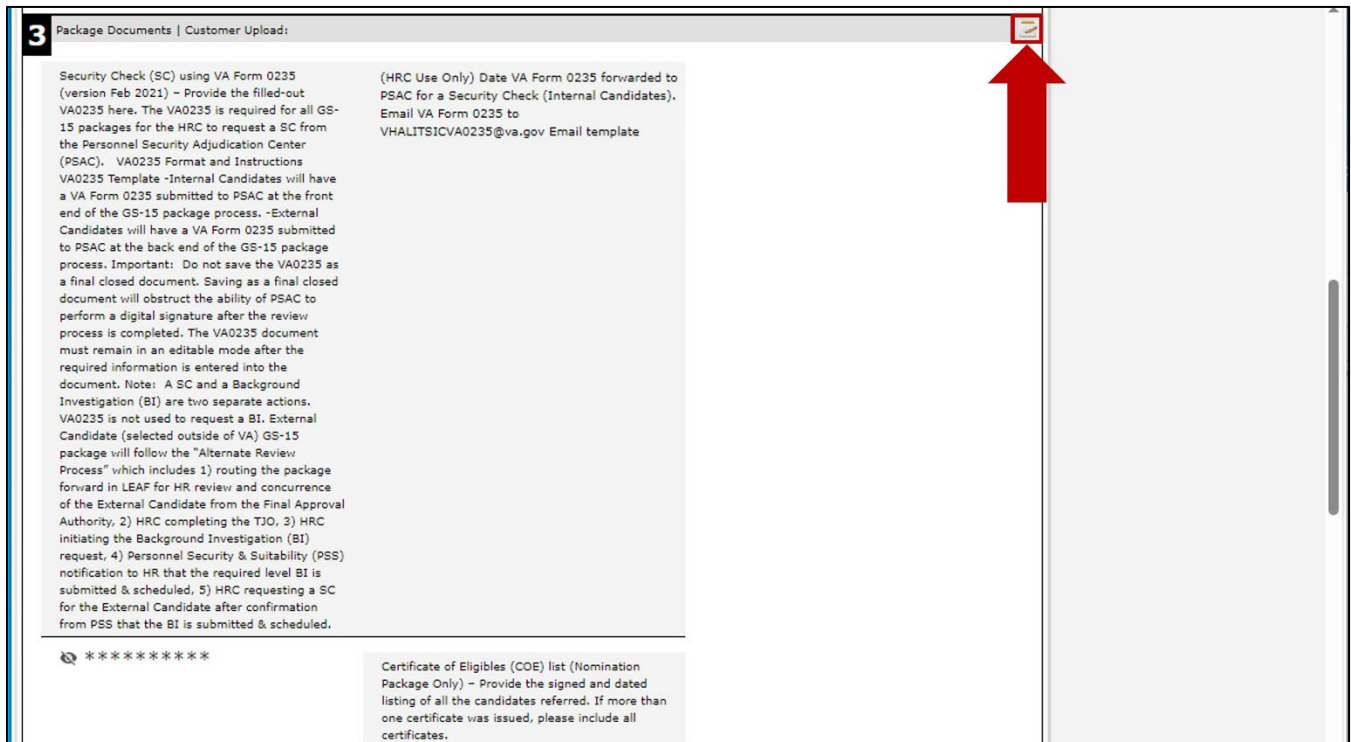 3
Package Documents | Customer Upload:
Security Check (SC) using VA Form 0235
(version Feb 2021) – Provide the filled-out
VA0235 here. The VA0235 is required for all GS-
15 packages for the HRC to request a SC from
the Personnel Security Adjudication Center
(PSAC).   VA0235 Format and Instructions
VA0235 Template -Internal Candidates will have
a VA Form 0235 submitted to PSAC at the front
end of the GS-15 package process. -External
Candidates will have a VA Form 0235 submitted
to PSAC at the back end of the GS-15 package
process. Important:  Do not save the VA0235 as
a final closed document. Saving as a final closed
document will obstruct the ability of PSAC to
perform a digital signature after the review
process is completed. The VA0235 document
must remain in an editable mode after the
required information is entered into the
document. Note:  A SC and a Background
Investigation (BI) are two separate actions.
VA0235 is not used to request a BI. External
Candidate (selected outside of VA) GS-15
package will follow the "Alternate Review
Process" which includes 1) routing the package
forward in LEAF for HR review and concurrence
of the External Candidate from the Final Approval
Authority, 2) HRC completing the TJO, 3) HRC
initiating the Background Investigation (BI)
request, 4) Personnel Security & Suitability (PSS)
notification to HR that the required level BI is
submitted & scheduled, 5) HRC requesting a SC
for the External Candidate after confirmation
from PSS that the BI is submitted & scheduled.
**********
(HRC Use Only) Date VA Form 0235 forwarded to
PSAC for a Security Check (Internal Candidates).
Email VA Form 0235 to
VHALITSICVA0235@va.gov Email template
Certificate of Eligibles (COE) list (Nomination
Package Only) – Provide the signed and dated
listing of all the candidates referred. If more than
one certificate was issued, please include all
certificates.